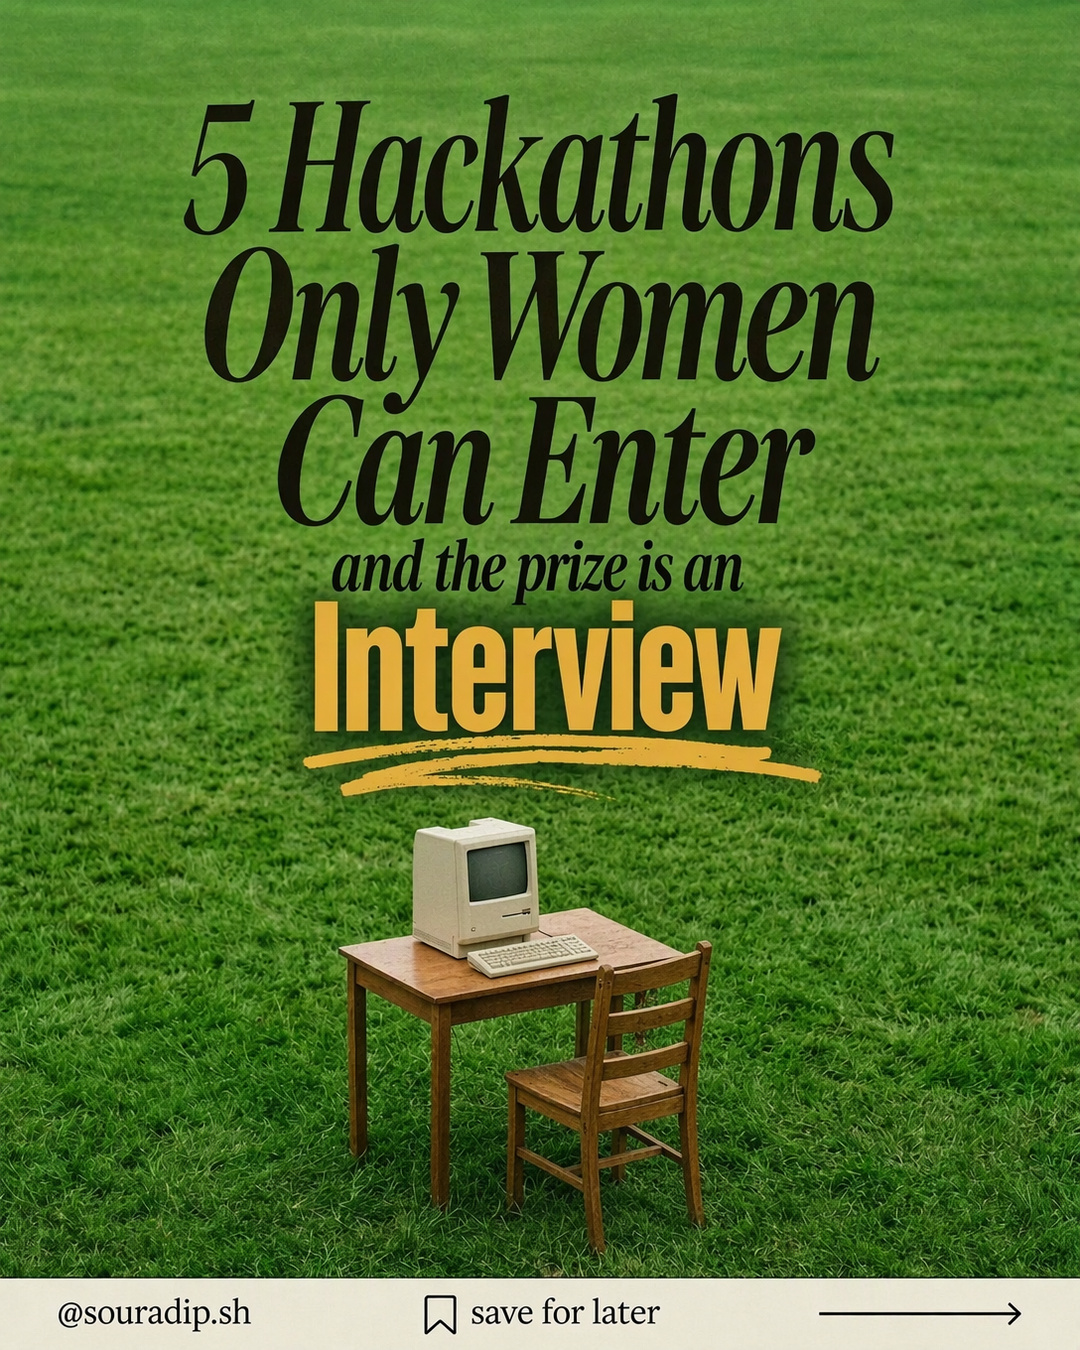 5 Hackathons
Only Women
Can Enter
and the prize is an
Interview
@souradip.sh
save for later